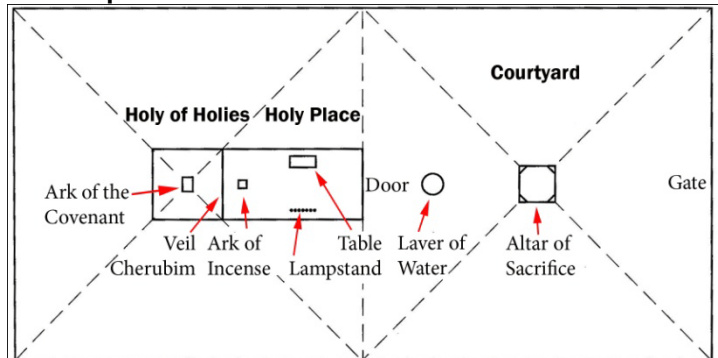 Courtyard
Holy of Holies
Holy Place
Ark of the
Covenant
Door
Gate
Veil
Cherubim
Ark of
Incense
Table
Lampstand
Laver of
Water
Altar of
Sacrifice